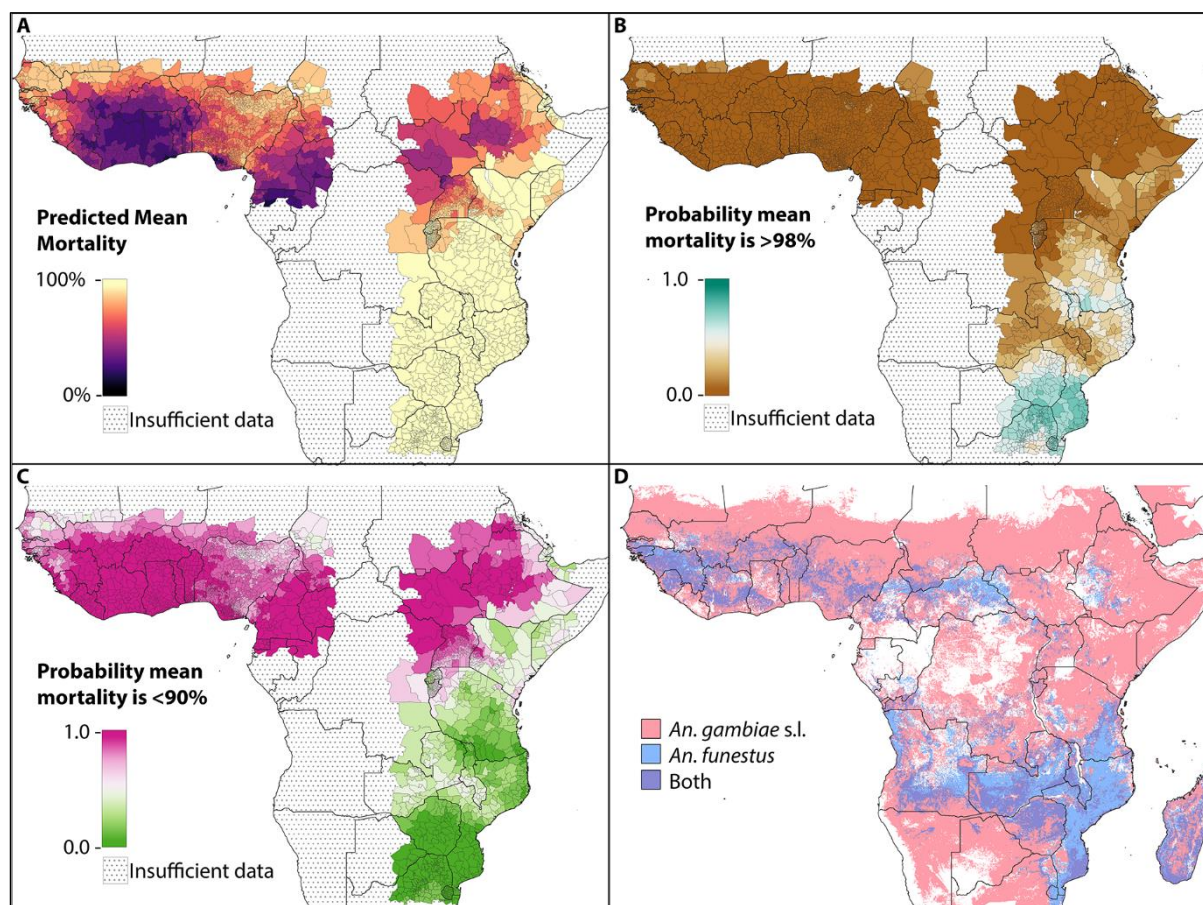 A
Predicted Mean
Mortality
100%
0%
Insufficient data
B
Probability mean
mortality is >98%
1.0
0.0
Insufficient data
C
Probability mean
mortality is <90%
1.0
0.0
Insufficient data
D
An. gambiae s.l.
An. funestus
Both